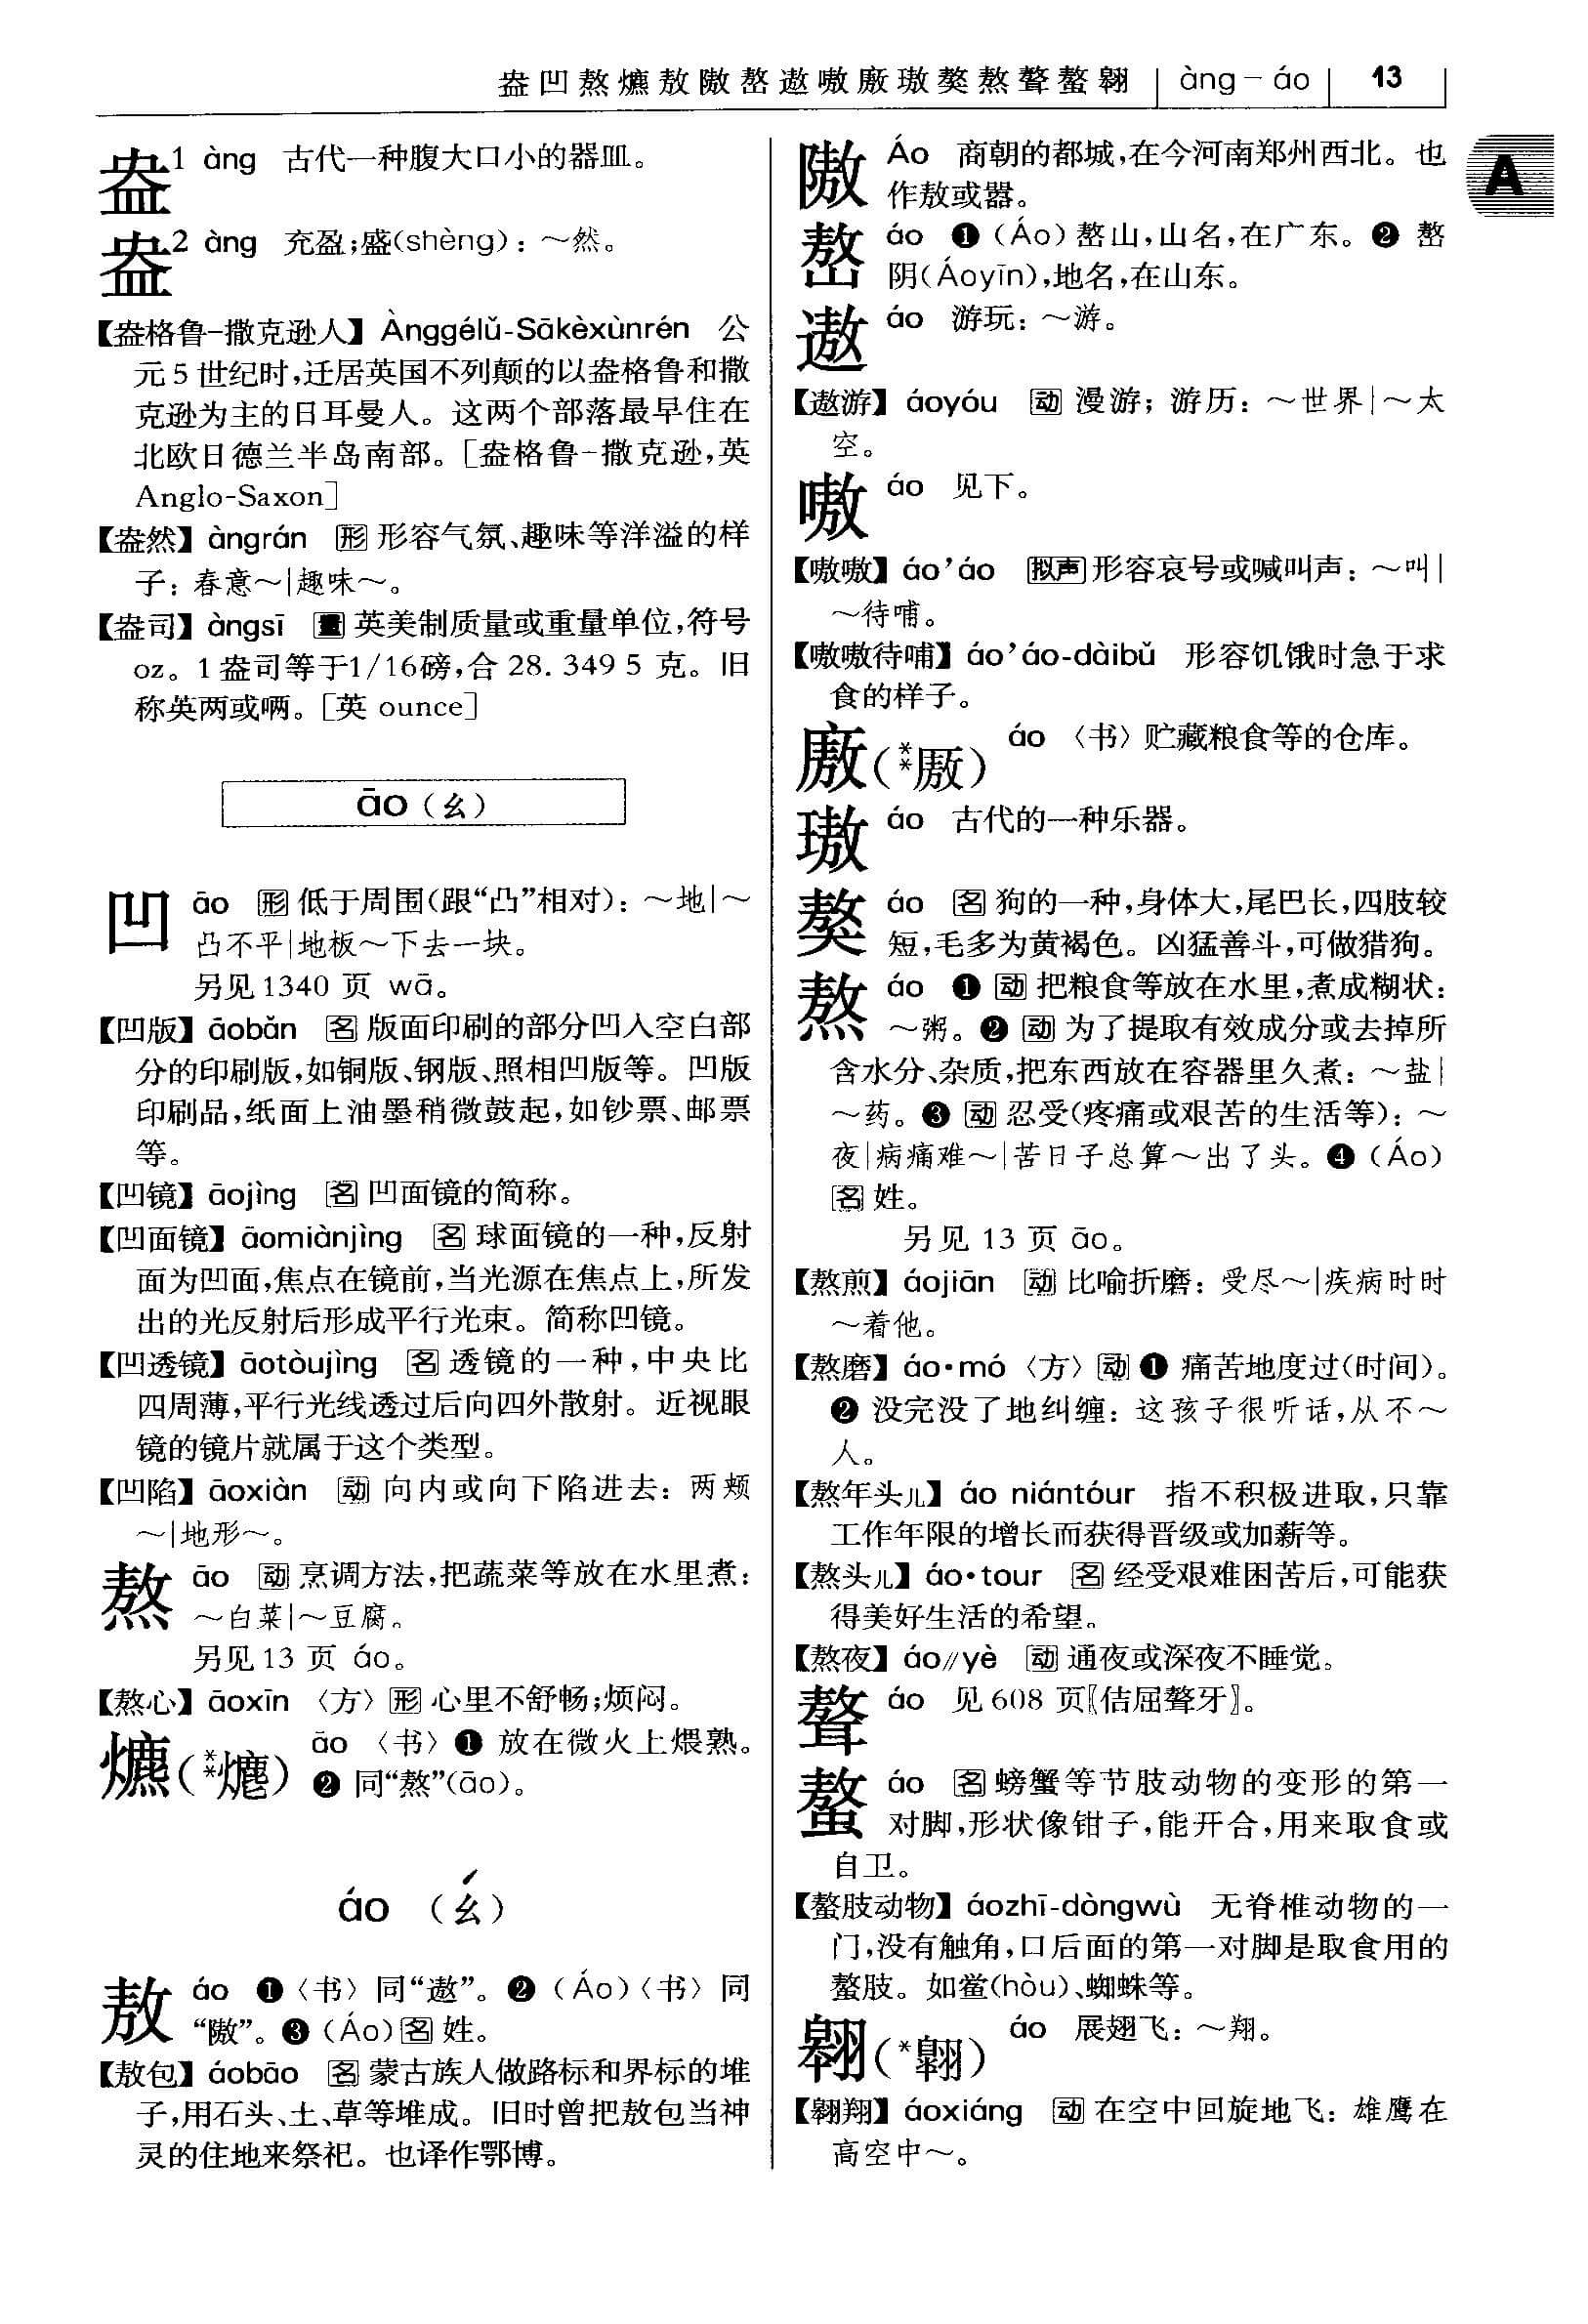 盎凹熬爊敖隞嶅遨嗷廒璈獒熬聱螯翱 àng－áo 13
A
盎1 àng 古代一种腹大口小的器皿。
盎2 àng 充盈;盛(shèng)：～然。
【盎格鲁-撒克逊人】Ànggélǔ-Sākèxùnrén 公
元5世纪时,迁居英国不列颠的以盎格鲁和撒
克逊为主的日耳曼人。这两个部落最早住在
北欧日德兰半岛南部。[盎格鲁-撒克逊,英
Anglo-Saxon]
【盎然】àngrán 形 形容气氛、趣味等洋溢的样
子：春意～|趣味～。
【盎司】àngsī 量 英美制质量或重量单位,符号
oz。1盎司等于1/16磅,合28.349 5 克。旧
称英两或唡。[英 ounce]
āo（ㄠ）
凹 āo 形 低于周围(跟“凸”相对)：～地|～
凸不平|地板～下去一块。
另见1340 页 wā。
【凹版】āobǎn 名 版面印刷的部分凹入空白部
分的印刷版,如铜版、钢版、照相凹版等。凹版
印刷品,纸面上油墨稍微鼓起,如钞票、邮票
等。
【凹镜】āojìng 名 凹面镜的简称。
【凹面镜】āomiànjìng 名 球面镜的一种,反射
面为凹面,焦点在镜前,当光源在焦点上,所发
出的光反射后形成平行光束。简称凹镜。
【凹透镜】āotòujìng 名 透镜的一种,中央比
四周薄,平行光线透过后向四外散射。近视眼
镜的镜片就属于这个类型。
【凹陷】āoxiàn 动 向内或向下陷进去：两颊
～|地形～。
熬 āo 动 烹调方法,把蔬菜等放在水里煮：
～白菜|～豆腐。
另见13 页 áo。
【熬心】āoxīn 〈方〉形 心里不舒畅;烦闷。
爊(**爊) āo 〈书〉❶ 放在微火上煨熟。
❷ 同“熬”(āo)。
áo （ㄠˊ）
敖 áo ❶〈书〉同“遨”。❷（Áo)〈书〉同
“隞”。❸（Áo)名 姓。
【敖包】áobāo 名 蒙古族人做路标和界标的堆
子,用石头、土、草等堆成。旧时曾把敖包当神
灵的住地来祭祀。也译作鄂博。
隞 Áo 商朝的都城,在今河南郑州西北。也
作敖或嚣。
嶅 áo ❶（Áo)嶅山,山名,在广东。❷ 嶅
阴(Áoyīn),地名,在山东。
遨 áo 游玩：～游。
【遨游】áoyóu 动 漫游；游历：～世界|～太
空。
嗷 áo 见下。
【嗷嗷】áo’áo 拟声 形容哀号或喊叫声：～叫|
～待哺。
【嗷嗷待哺】áo’áo-dàibǔ 形容饥饿时急于求
食的样子。
廒(**厫) áo 〈书〉贮藏粮食等的仓库。
璈 áo 古代的一种乐器。
獒 áo 名 狗的一种,身体大,尾巴长,四肢较
短,毛多为黄褐色。凶猛善斗,可做猎狗。
熬 áo ❶ 动 把粮食等放在水里,煮成糊状：
～粥。❷ 动 为了提取有效成分或去掉所
含水分、杂质,把东西放在容器里久煮：～盐|
～药。❸ 动 忍受(疼痛或艰苦的生活等)：～
夜|病痛难～|苦日子总算～出了头。❹（Áo)
名 姓。
另见 13 页 āo。
【熬煎】áojiān 动 比喻折磨：受尽～|疾病时时
～着他。
【熬磨】áo•mó〈方〉动 ❶ 痛苦地度过(时间)。
❷ 没完没了地纠缠：这孩子很听话,从不～
人。
【熬年头儿】áo niántóur 指不积极进取,只靠
工作年限的增长而获得晋级或加薪等。
【熬头儿】áo•tour 名 经受艰难困苦后,可能获
得美好生活的希望。
【熬夜】áo//yè 动 通夜或深夜不睡觉。
聱 áo 见608 页〖佶屈聱牙〗。
螯 áo 名 螃蟹等节肢动物的变形的第一
对脚,形状像钳子,能开合,用来取食或
自卫。
【螯肢动物】áozhī-dòngwù 无脊椎动物的一
门,没有触角,口后面的第一对脚是取食用的
螯肢。如鲎(hòu)、蜘蛛等。
翱(*翶) áo 展翅飞：～翔。
【翱翔】áoxiáng 动 在空中回旋地飞：雄鹰在
高空中～。